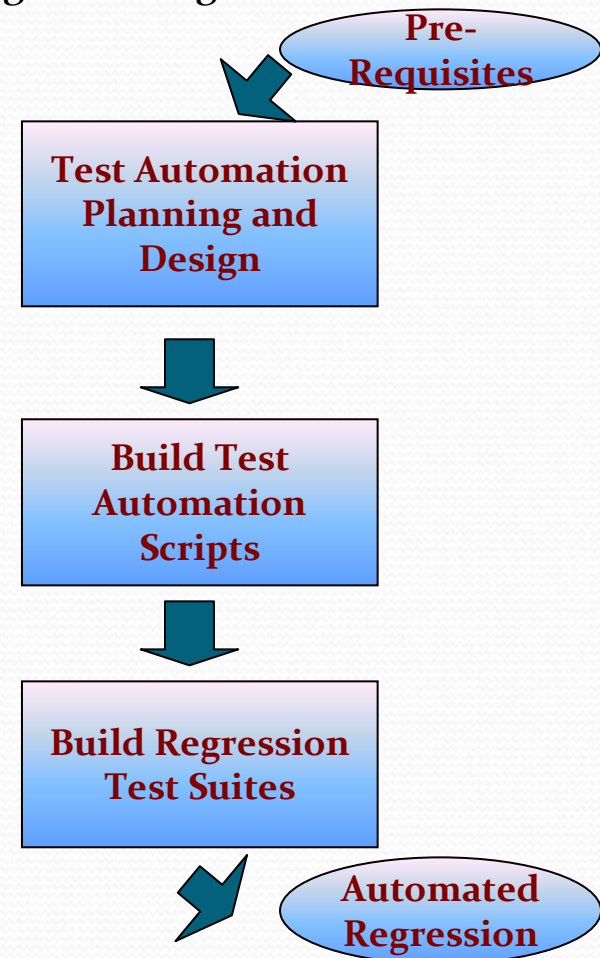 Pre-
Requisites
Test Automation
Planning and
Design
Build Test
Automation
Scripts
Build Regression
Test Suites
Automated
Regression